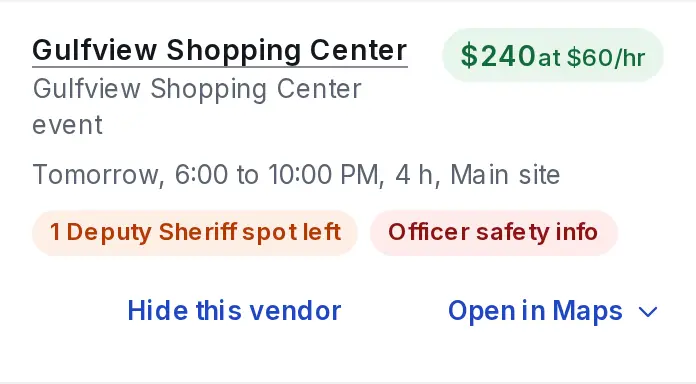 Gulfview Shopping Center
$240 at $60/hr
Gulfview Shopping Center
event
Tomorrow, 6:00 to 10:00 PM, 4 h, Main site
1 Deputy Sheriff spot left
Officer safety info
Hide this vendor
Open in Maps